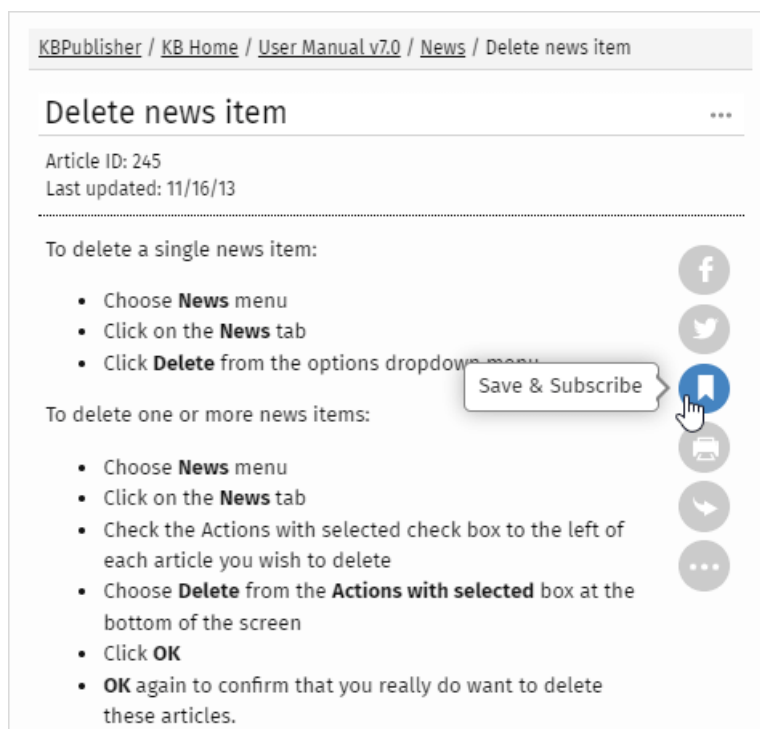 KBPublisher / KB Home / User Manual v7.0 / News / Delete news item
Delete news item
Article ID: 245
Last updated: 11/16/13
To delete a single news item:
• Choose News menu
• Click on the News tab
• Click Delete from the options dropdown menu
Save & Subscribe
To delete one or more news items:
• Choose News menu
• Click on the News tab
• Check the Actions with selected check box to the left of
each article you wish to delete
• Choose Delete from the Actions with selected box at the
bottom of the screen
• Click OK
• OK again to confirm that you really do want to delete
these articles.